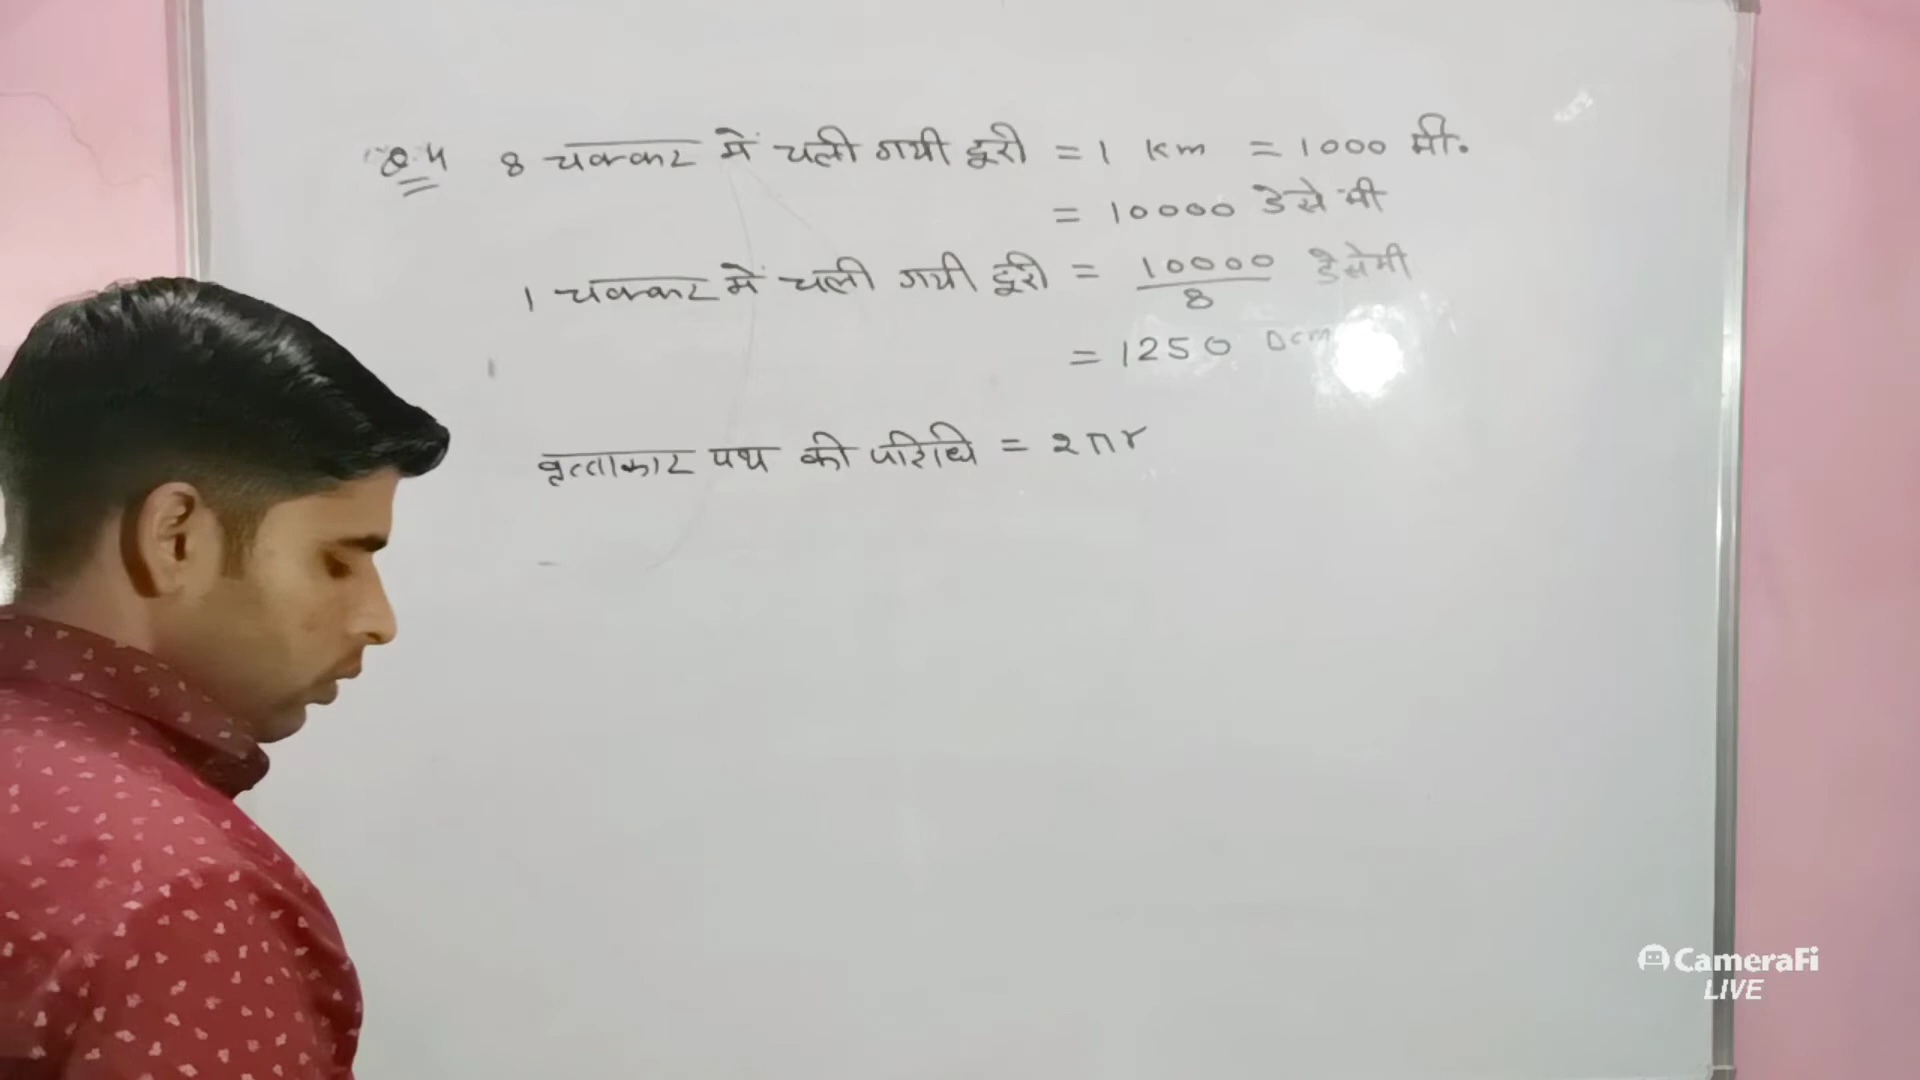 Q.4 8 चक्कर में चली गयी दूरी = 1 Km = 1000 मी.
= 10000 डेसीमी
1 चक्कर में चली गयी दूरी = 10000/8 डेसीमी
= 1250 Dcm
वृत्ताकार पथ की परिधि = 2πr
CameraFi
LIVE